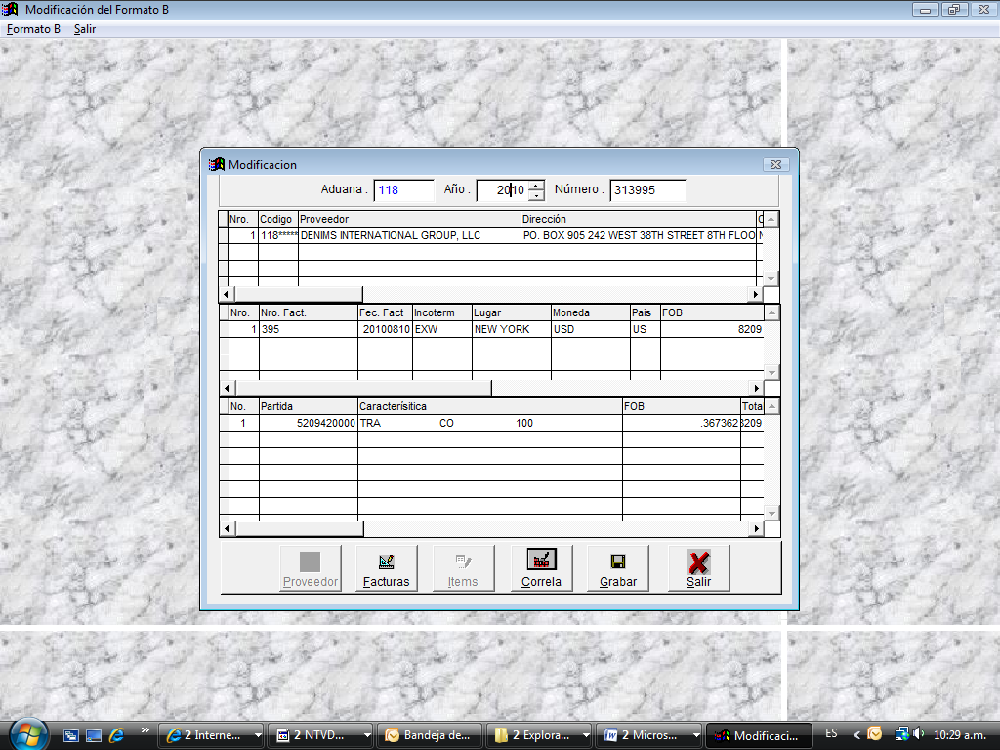 Modificación del Formato B
Formato B Salir
Modificacion
Aduana : 118 Año : 2010 Número : 313995
Nro. Codigo Proveedor Dirección
1 118***** DENIMS INTERNATIONAL GROUP, LLC PO. BOX 905 242 WEST 38TH STREET 8TH FLOO
Nro. Nro. Fact. Fec. Fact Incoterm Lugar Moneda Pais FOB
1 395 20100810 EXW NEW YORK USD US 8209
No. Partida Caracterísitica FOB Tota
1 5209420000 TRA CO 100 .367362 8209
Proveedor Facturas Items Correla Grabar Salir
2 Interne... 2 NTVD... Bandeja de... 2 Explora... 2 Micros... Modificaci... ES 10:29 a.m.